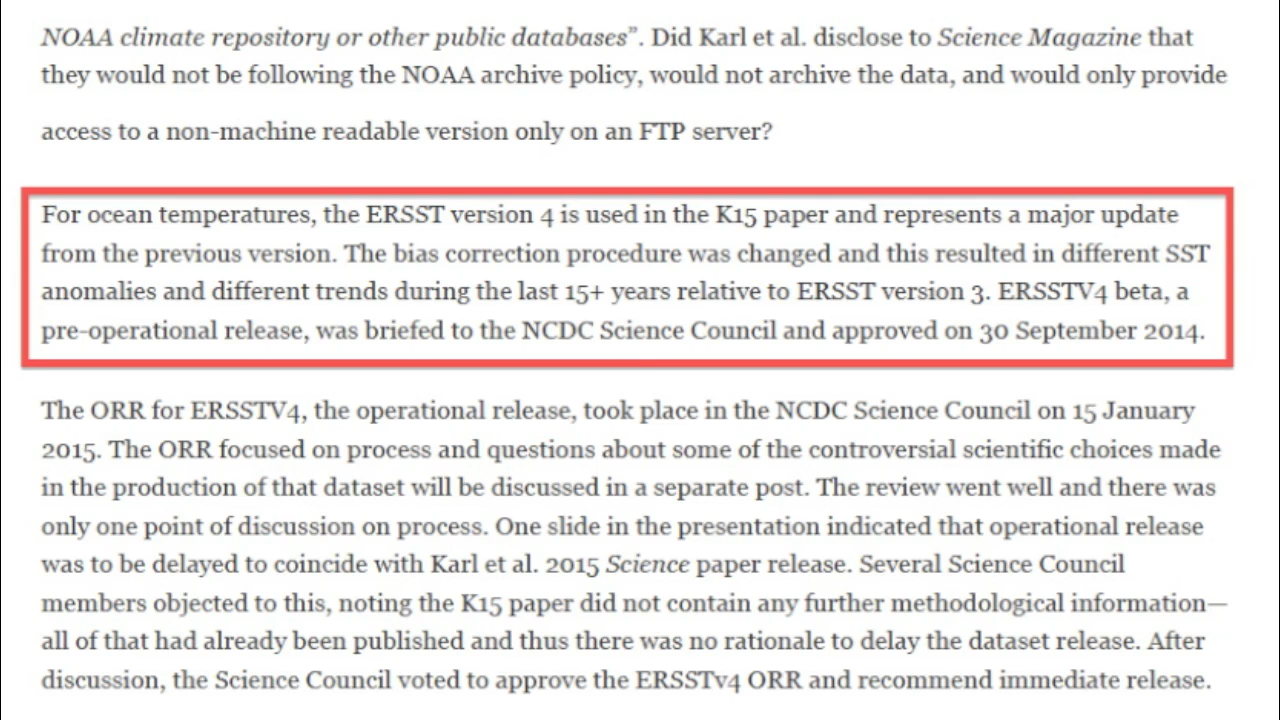 NOAA climate repository or other public databases”. Did Karl et al. disclose to Science Magazine that
they would not be following the NOAA archive policy, would not archive the data, and would only provide
access to a non-machine readable version only on an FTP server?
For ocean temperatures, the ERSST version 4 is used in the K15 paper and represents a major update
from the previous version. The bias correction procedure was changed and this resulted in different SST
anomalies and different trends during the last 15+ years relative to ERSST version 3. ERSSTV4 beta, a
pre-operational release, was briefed to the NCDC Science Council and approved on 30 September 2014.
The ORR for ERSSTV4, the operational release, took place in the NCDC Science Council on 15 January
2015. The ORR focused on process and questions about some of the controversial scientific choices made
in the production of that dataset will be discussed in a separate post. The review went well and there was
only one point of discussion on process. One slide in the presentation indicated that operational release
was to be delayed to coincide with Karl et al. 2015 Science paper release. Several Science Council
members objected to this, noting the K15 paper did not contain any further methodological information—
all of that had already been published and thus there was no rationale to delay the dataset release. After
discussion, the Science Council voted to approve the ERSSTv4 ORR and recommend immediate release.